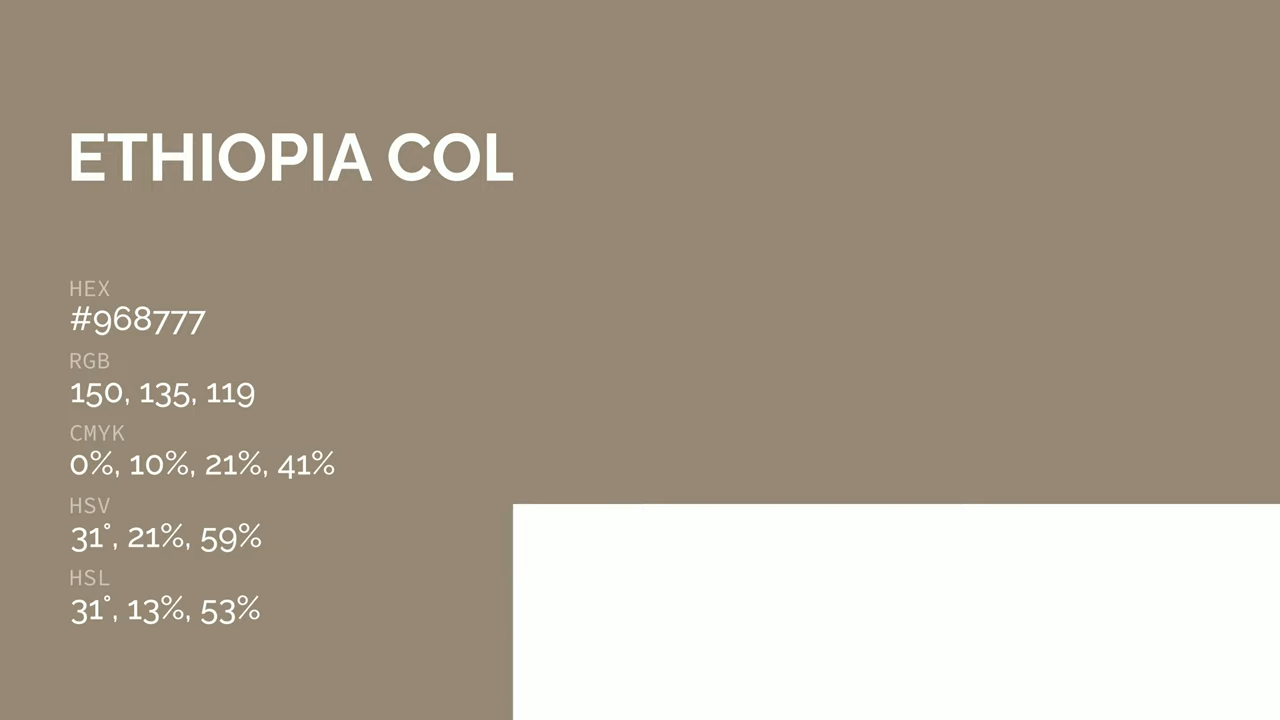 ETHIOPIA COL
HEX
#968777
RGB
150, 135, 119
CMYK
0%, 10%, 21%, 41%
HSV
31°, 21%, 59%
HSL
31°, 13%, 53%